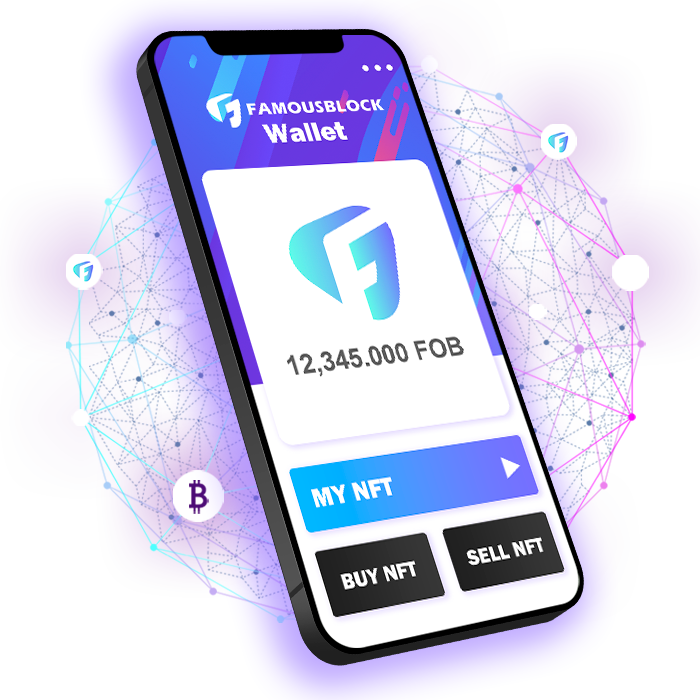 FAMOUSBLOCK
Wallet
12,345.000 FOB
MY NFT
BUY NFT
SELL NFT